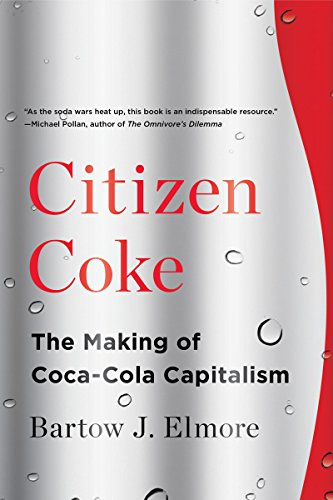 "As the soda wars heat up, this book is an indispensable resource."
—Michael Pollan, author of The Omnivore's Dilemma
Citizen
Coke
The Making of
Coca-Cola Capitalism
Bartow J. Elmore